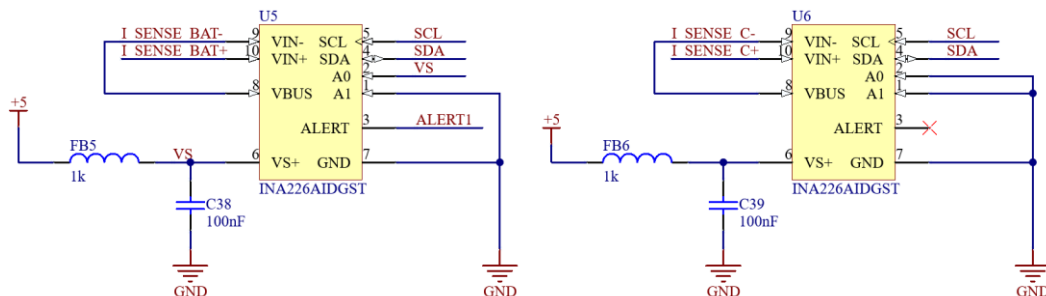 U5
I SENSE BAT- 9 VIN- SCL 5 SCL
I SENSE BAT+ 10 VIN+ SDA 4 SDA
A0 2 VS
8 VBUS A1 1
ALERT 3 ALERT1
+5
FB5
1k
VS 6 VS+ GND 7
INA226AIDGST
C38
100nF
GND
GND
U6
I SENSE C- 9 VIN- SCL 5 SCL
I SENSE C+ 10 VIN+ SDA 4 SDA
A0 2
8 VBUS A1 1
ALERT 3
+5
FB6
1k
6 VS+ GND 7
INA226AIDGST
C39
100nF
GND
GND